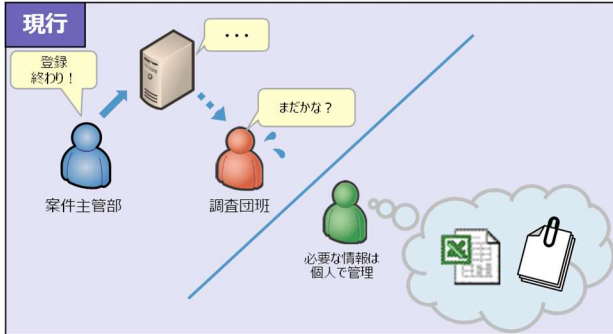 現行
登録
終わり！
・・・
まだかな？
案件主管部
調査団班
必要な情報は
個人で管理